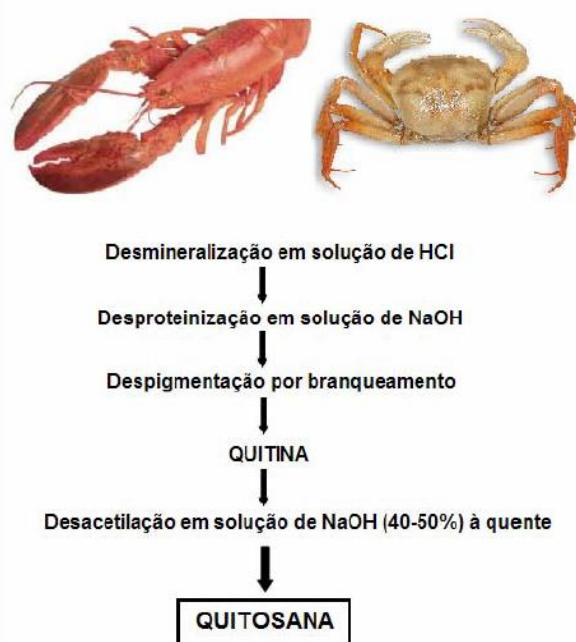 Desmineralização em solução de HCl
Desproteinização em solução de NaOH
Despigmentação por branqueamento
QUITINA
Desacetilação em solução de NaOH (40-50%) à quente
QUITOSANA